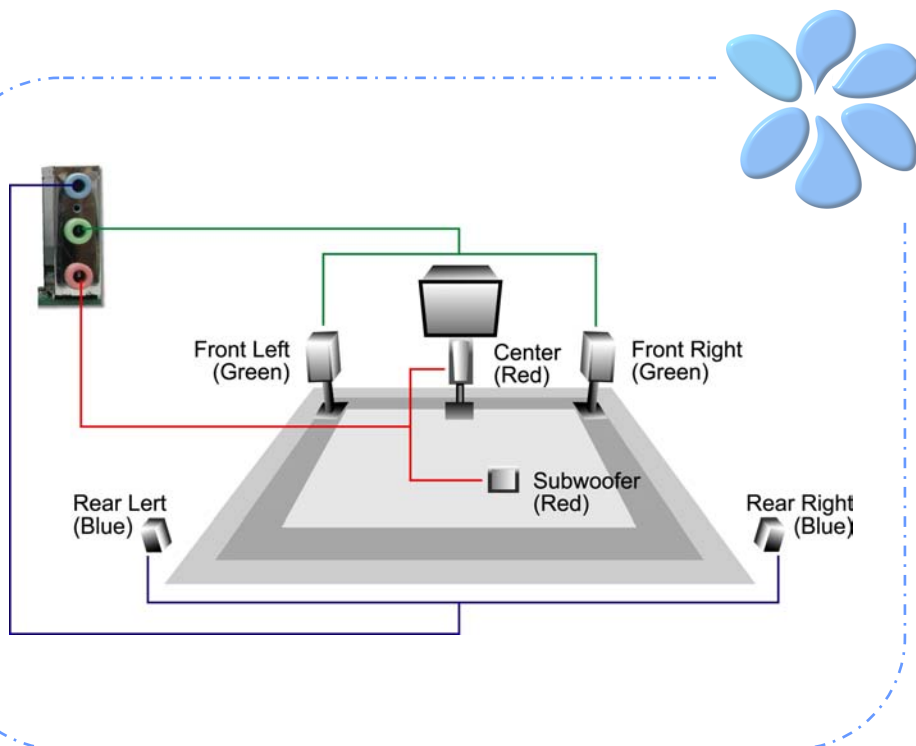 Front Left
(Green)
Center
(Red)
Front Right
(Green)
Subwoofer
(Red)
Rear Lert
(Blue)
Rear Right
(Blue)